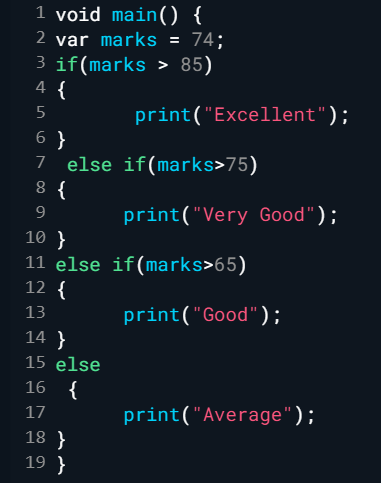 1 void main() {
2 var marks = 74;
3 if(marks > 85)
4 {
5 print("Excellent");
6 }
7 else if(marks>75)
8 {
9 print("Very Good");
10 }
11 else if(marks>65)
12 {
13 print("Good");
14 }
15 else
16 {
17 print("Average");
18 }
19 }